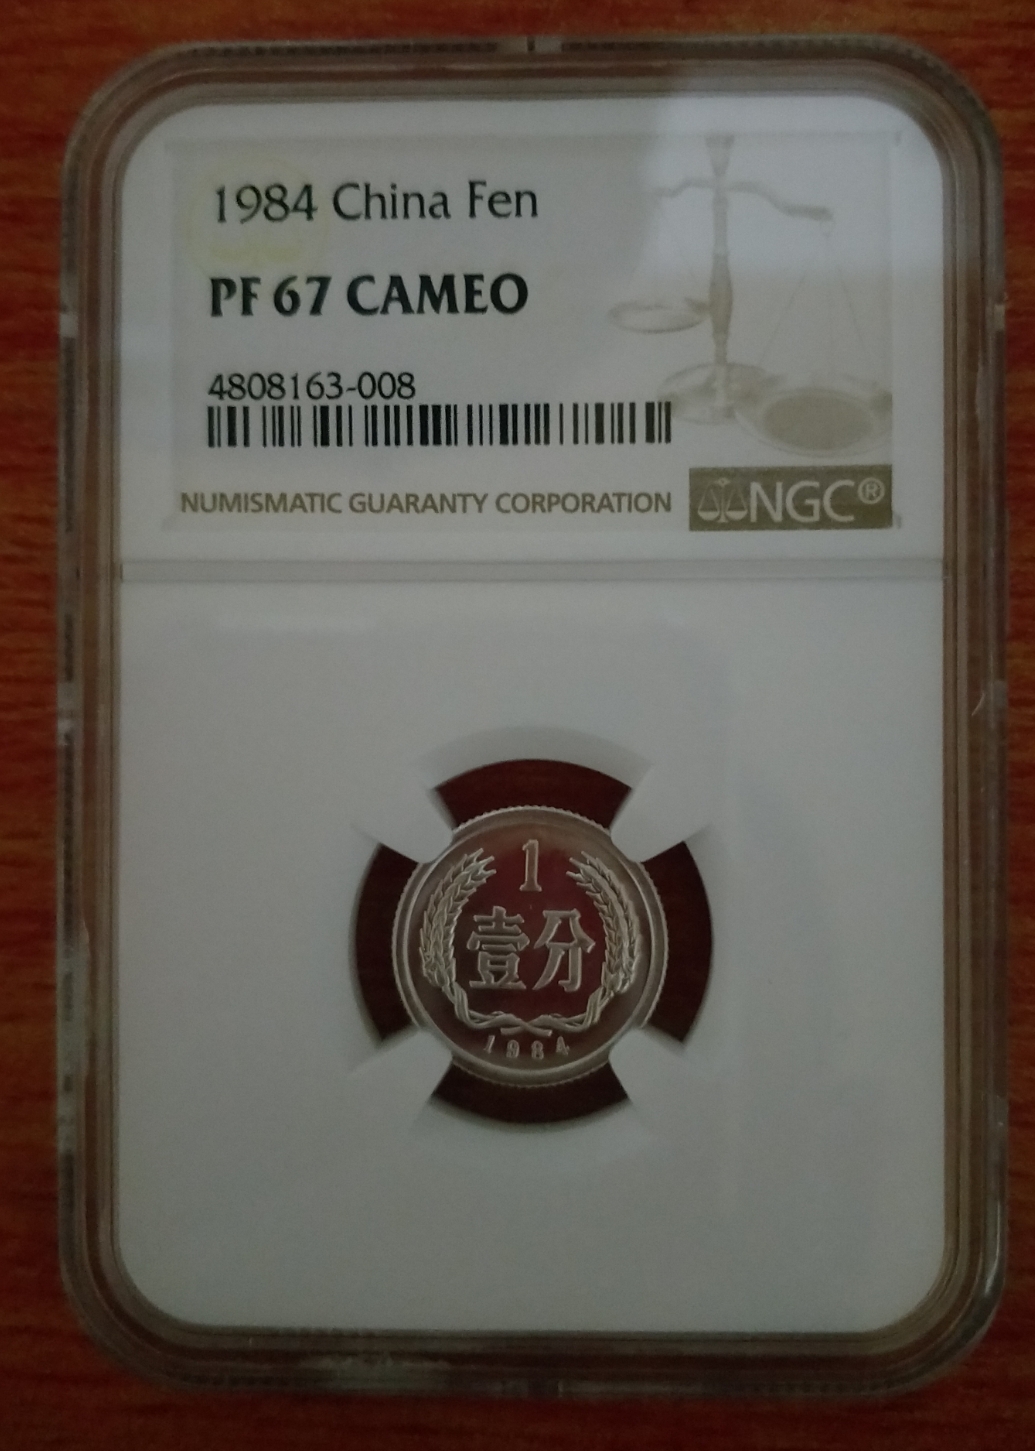 1984 China Fen
PF 67 CAMEO
4808163-008
NUMISMATIC GUARANTY CORPORATION
NGC®
1
壹分
1984